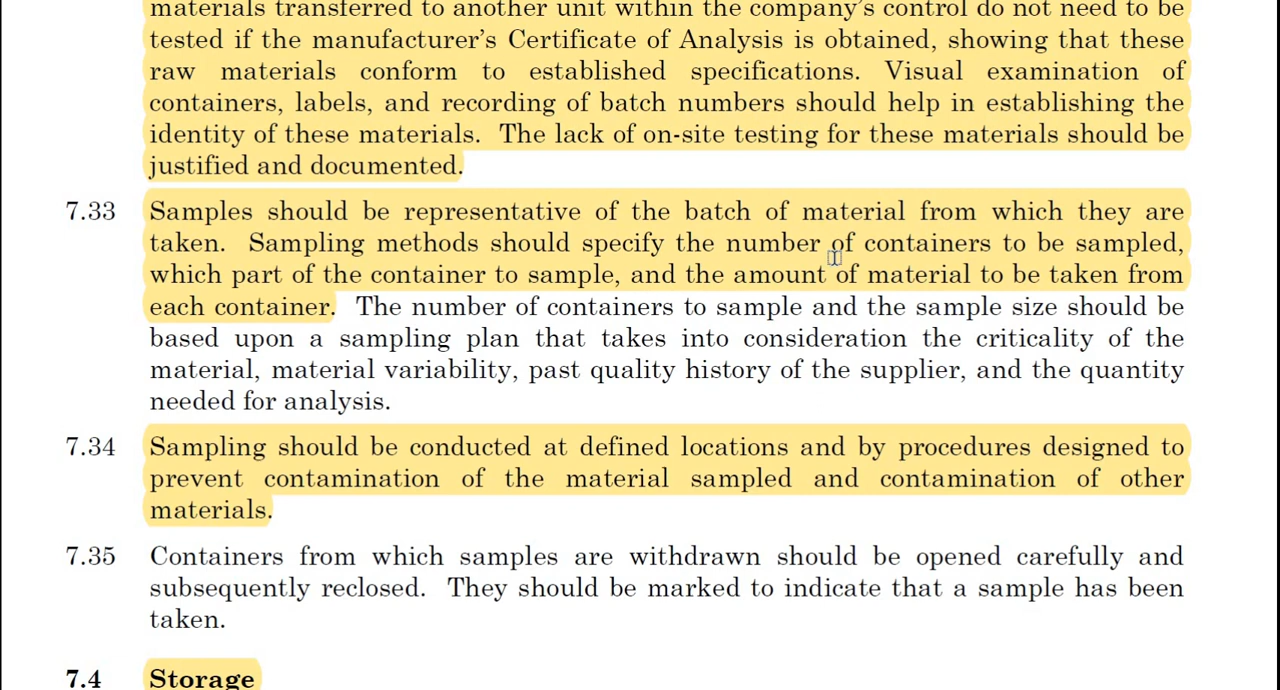 materials transferred to another unit within the company's control do not need to be
tested if the manufacturer's Certificate of Analysis is obtained, showing that these
raw materials conform to established specifications. Visual examination of
containers, labels, and recording of batch numbers should help in establishing the
identity of these materials. The lack of on-site testing for these materials should be
justified and documented.
7.33 Samples should be representative of the batch of material from which they are
taken. Sampling methods should specify the number of containers to be sampled,
which part of the container to sample, and the amount of material to be taken from
each container. The number of containers to sample and the sample size should be
based upon a sampling plan that takes into consideration the criticality of the
material, material variability, past quality history of the supplier, and the quantity
needed for analysis.
7.34 Sampling should be conducted at defined locations and by procedures designed to
prevent contamination of the material sampled and contamination of other
materials.
7.35 Containers from which samples are withdrawn should be opened carefully and
subsequently reclosed. They should be marked to indicate that a sample has been
taken.
7.4 Storage